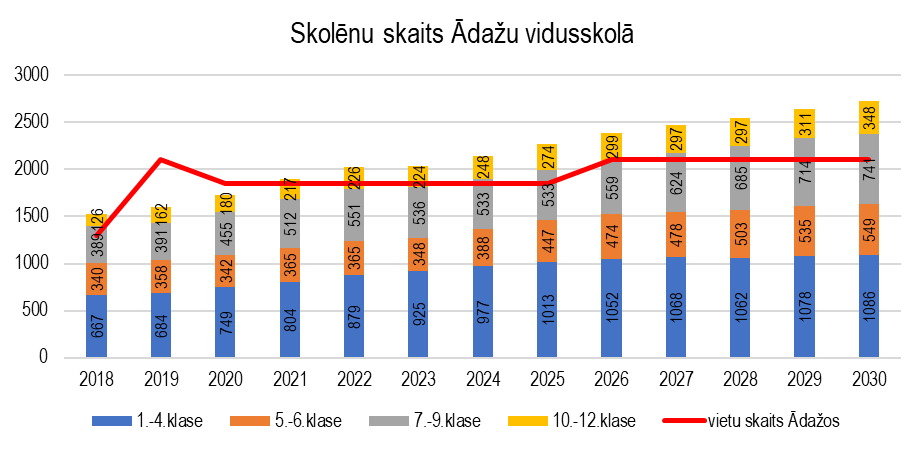 Skolēnu skaits Ādažu vidusskolā
3000
2500
2000
1500
1000
500
0
126 162 180 217 226 224 248 274 299 297 297 311 348
389 391 455 512 551 536 533 533 559 624 685 714 741
340 358 342 365 365 348 388 447 474 478 503 535 549
667 684 749 804 879 925 977 1013 1052 1068 1062 1078 1086
2018 2019 2020 2021 2022 2023 2024 2025 2026 2027 2028 2029 2030
1.-4.klase 5.-6.klase 7.-9.klase 10.-12.klase vietu skaits Ādažos